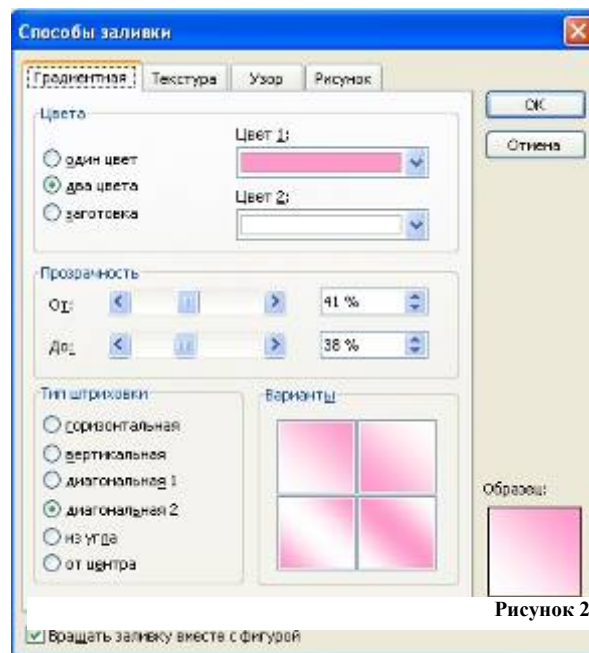 Способы заливки
Градиентная Текстура Узор Рисунок
Цвета
один цвет
два цвета
заготовка
Цвет 1:
Цвет 2:
ОК
Отмена
Прозрачность
От: 41 %
До: 38 %
Тип штриховки
горизонтальная
вертикальная
диагональная 1
диагональная 2
из угла
от центра
Варианты
Образец:
Рисунок 2
Вращать заливку вместе с фигурой